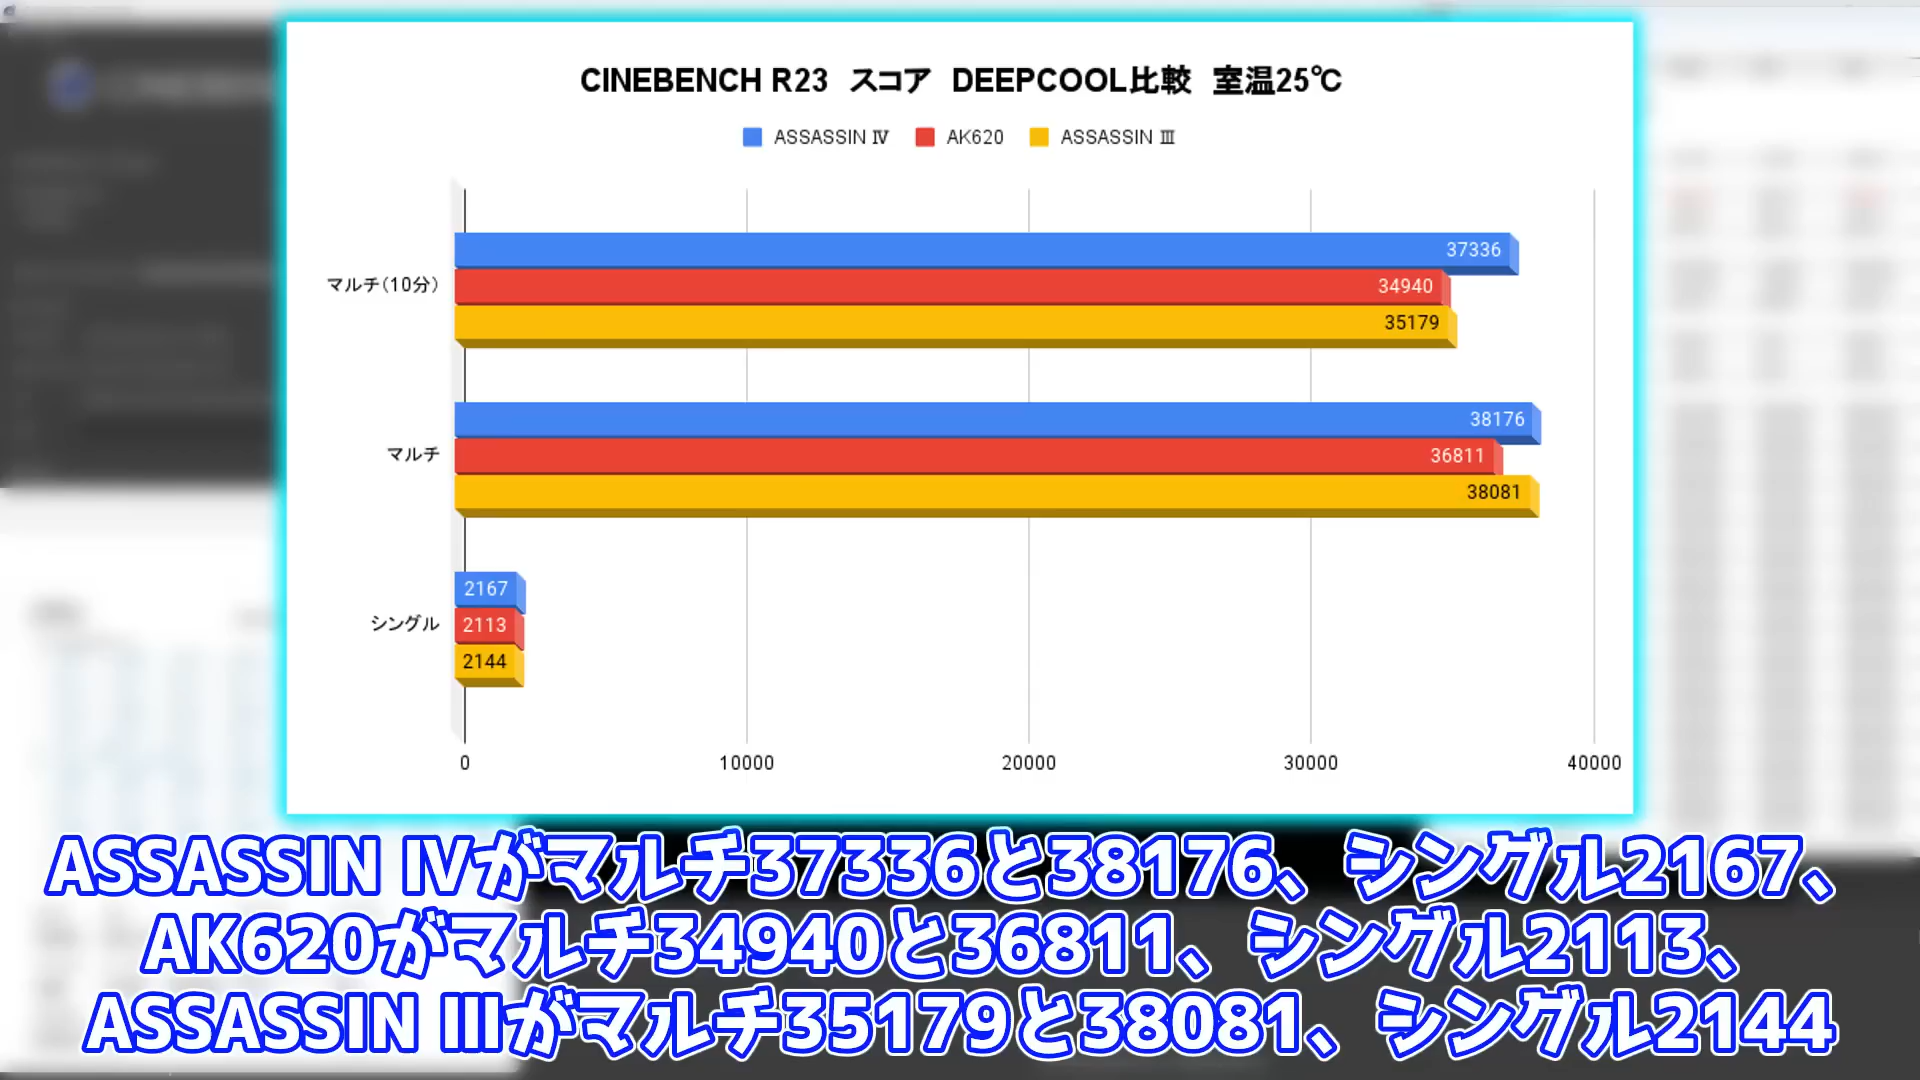 CINEBENCH R23　スコア　DEEPCOOL比較　室温25℃
ASSASSIN Ⅳ　AK620　ASSASSIN Ⅲ
マルチ（10分）
37336
34940
35179
マルチ
38176
36811
38081
シングル
2167
2113
2144
0 10000 20000 30000 40000
ASSASSIN Ⅳがマルチ37336と38176、シングル2167、
AK620がマルチ34940と36811、シングル2113、
ASSASSIN Ⅲがマルチ35179と38081、シングル2144